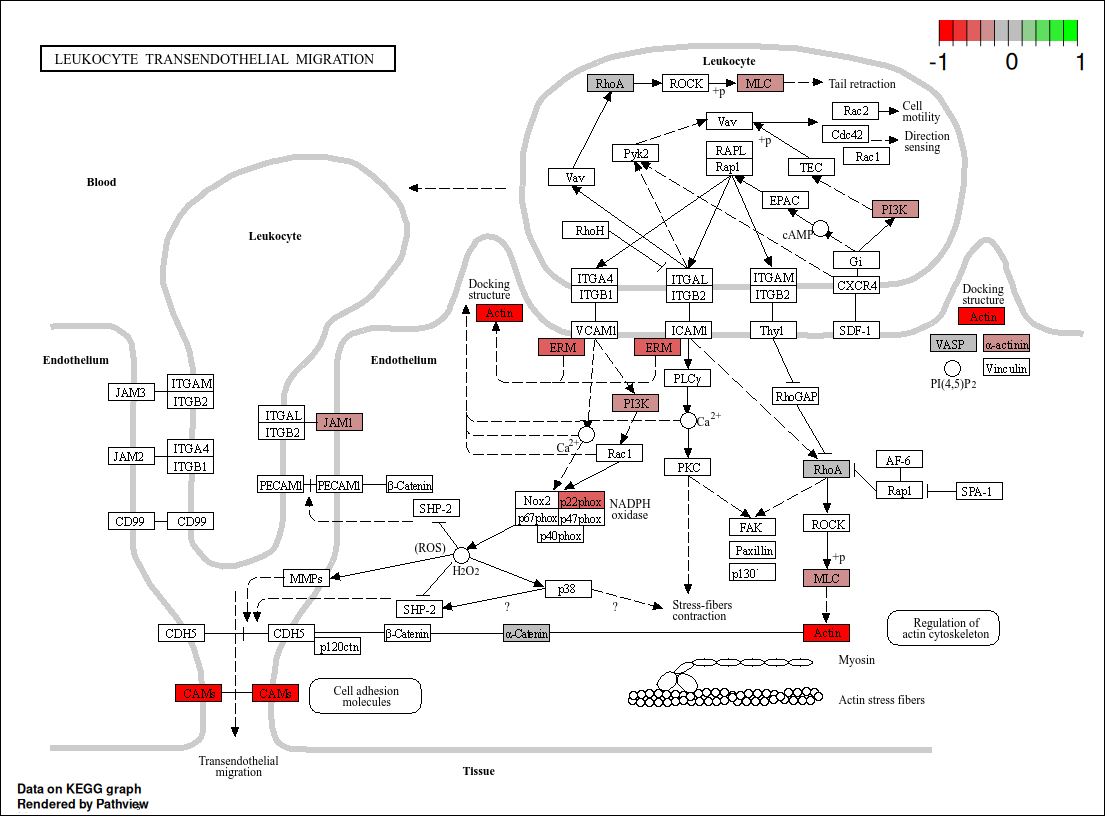 LEUKOCYTE TRANSENDOTHELIAL MIGRATION
-1 0 1
Leukocyte
RhoA ROCK MLC Tail retraction
+p
Vav Rac2 Cell
motility
+p Cdc42 Direction
sensing
Pyk2 RAPL Rac1
Rap1 TEC
Blood
Vav
EPAC PI3K
Leukocyte
RhoH cAMP
Gi
ITGA4 ITGAL ITGAM CXCR4
ITGB1 ITGB2 ITGB2
Docking
structure
Actin
Docking
structure
Actin
VCAM1 ICAM1 Thy1 SDF-1
ERM ERM
VASP α-actinin
PI(4,5)P2 Vinculin
Endothelium Endothelium
JAM3 ITGAM
ITGB2
PLCγ
RhoGAP
PI3K
ITGAL JAM1
ITGB2
Ca2+ Ca2+
JAM2 ITGA4
ITGB1
Rac1 PKC RhoA AF-6
Rap1 SPA-1
PECAM1 PECAM1 β-Catenin
Nox2 p22phox NADPH
oxidase
p67phox p47phox
p40phox
SHP-2
CD99 CD99
FAK ROCK
Paxillin
p130
(ROS)
H2O2
+p
MMPs p38 MLC
SHP-2 ? ? Stress-fibers
contraction
CDH5 CDH5 β-Catenin α-Catenin Actin
p120ctn
Regulation of
actin cytoskeleton
Myosin
CAMs CAMs Cell adhesion
molecules
Actin stress fibers
Transendothelial
migration
Tissue
Data on KEGG graph
Rendered by Pathview